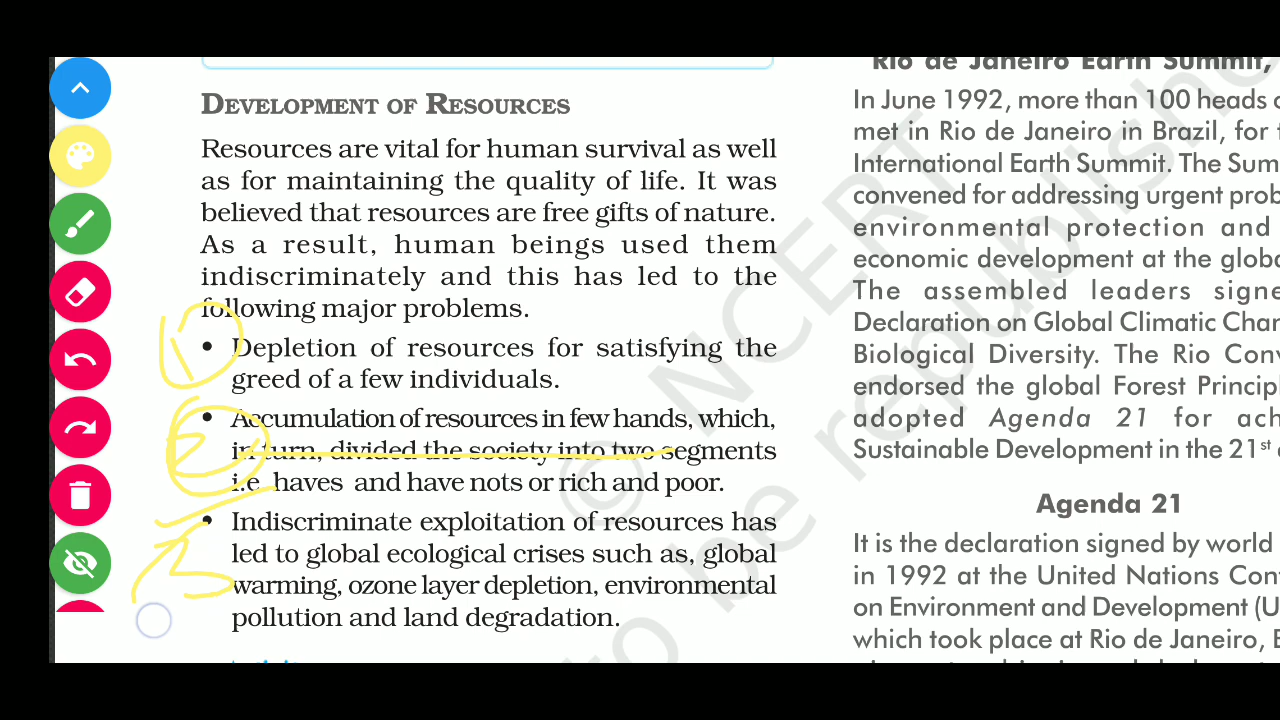 DEVELOPMENT OF RESOURCES
Resources are vital for human survival as well
as for maintaining the quality of life. It was
believed that resources are free gifts of nature.
As a result, human beings used them
indiscriminately and this has led to the
following major problems.
• Depletion of resources for satisfying the
greed of a few individuals.
• Accumulation of resources in few hands, which,
in turn, divided the society into two segments
i.e haves and have nots or rich and poor.
• Indiscriminate exploitation of resources has
led to global ecological crises such as, global
warming, ozone layer depletion, environmental
pollution and land degradation.
1
2
3
Rio de Janeiro Earth Summit,
In June 1992, more than 100 heads
met in Rio de Janeiro in Brazil, for
International Earth Summit. The Sum
convened for addressing urgent prob
environmental protection and
economic development at the globa
The assembled leaders signe
Declaration on Global Climatic Chan
Biological Diversity. The Rio Conv
endorsed the global Forest Principl
adopted Agenda 21 for ach
Sustainable Development in the 21st
Agenda 21
It is the declaration signed by world
in 1992 at the United Nations Con
on Environment and Development (U
which took place at Rio de Janeiro, B
© NCERT
to be republishe